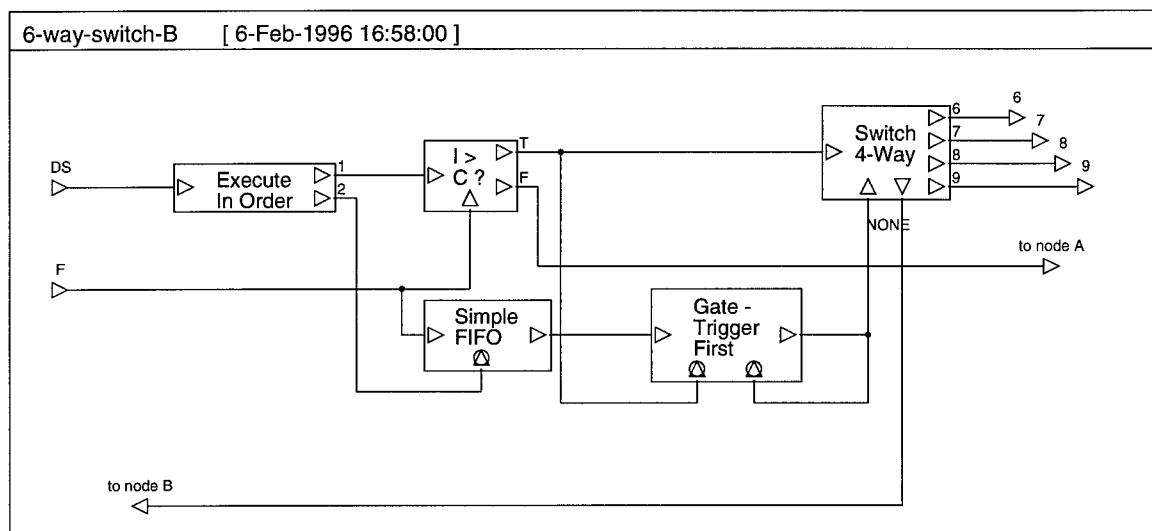 6-way-switch-B [ 6-Feb-1996 16:58:00 ]
DS
Execute
In Order
1
2
I >
C ?
T
F
Switch
4-Way
6
7
8
9
6
7
8
9
NONE
to node A
F
Simple
FIFO
Gate -
Trigger
First
to node B